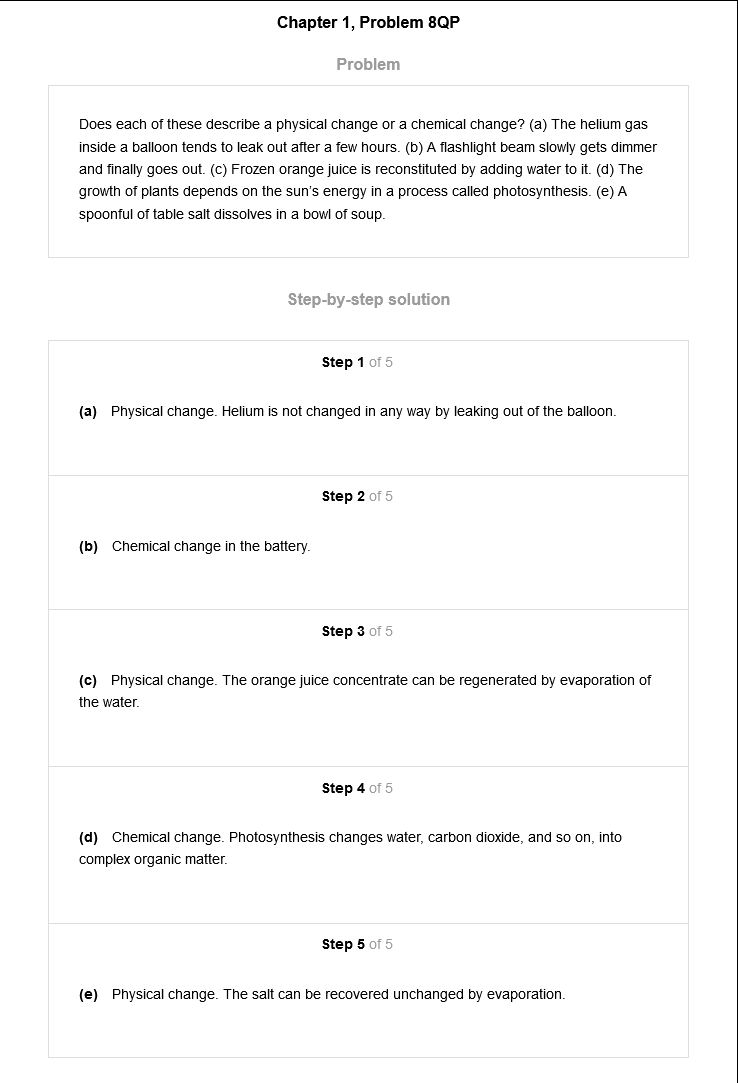 Chapter 1, Problem 8QP
Problem
Does each of these describe a physical change or a chemical change? (a) The helium gas
inside a balloon tends to leak out after a few hours. (b) A flashlight beam slowly gets dimmer
and finally goes out. (c) Frozen orange juice is reconstituted by adding water to it. (d) The
growth of plants depends on the sun's energy in a process called photosynthesis. (e) A
spoonful of table salt dissolves in a bowl of soup.
Step-by-step solution
Step 1 of 5
(a) Physical change. Helium is not changed in any way by leaking out of the balloon.
Step 2 of 5
(b) Chemical change in the battery.
Step 3 of 5
(c) Physical change. The orange juice concentrate can be regenerated by evaporation of
the water.
Step 4 of 5
(d) Chemical change. Photosynthesis changes water, carbon dioxide, and so on, into
complex organic matter.
Step 5 of 5
(e) Physical change. The salt can be recovered unchanged by evaporation.